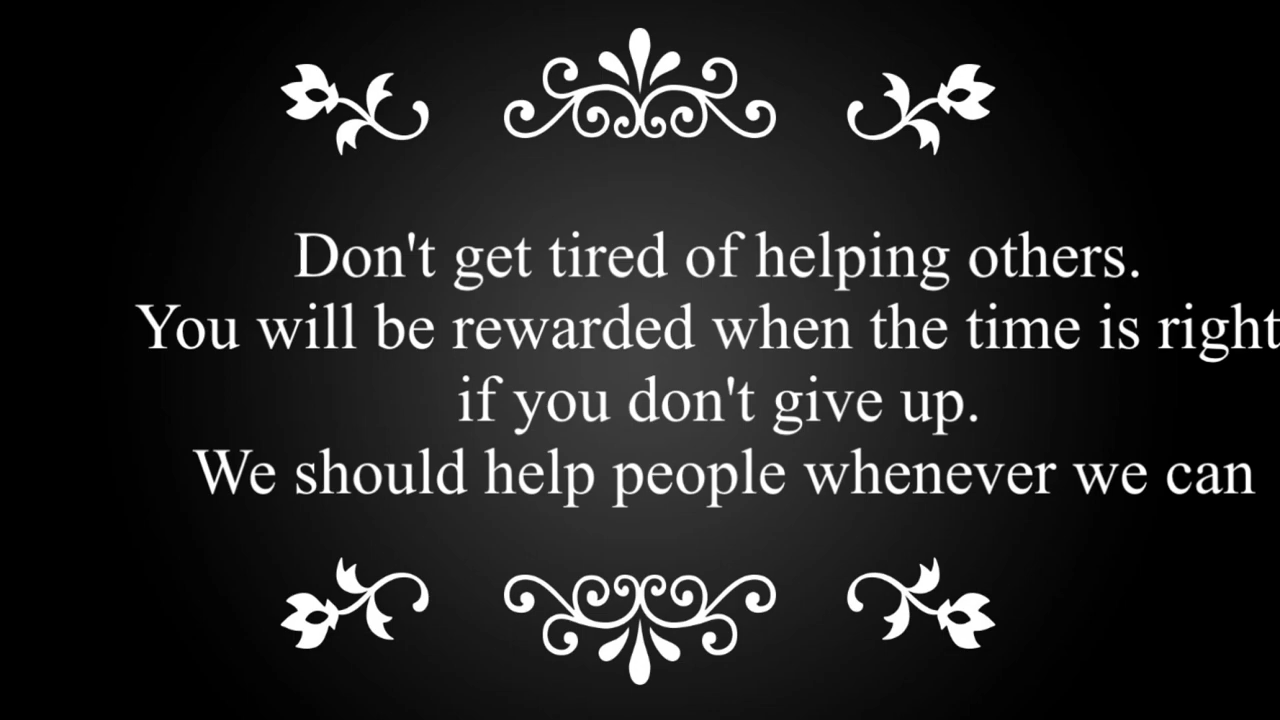 Don't get tired of helping others.
You will be rewarded when the time is right
if you don't give up.
We should help people whenever we can